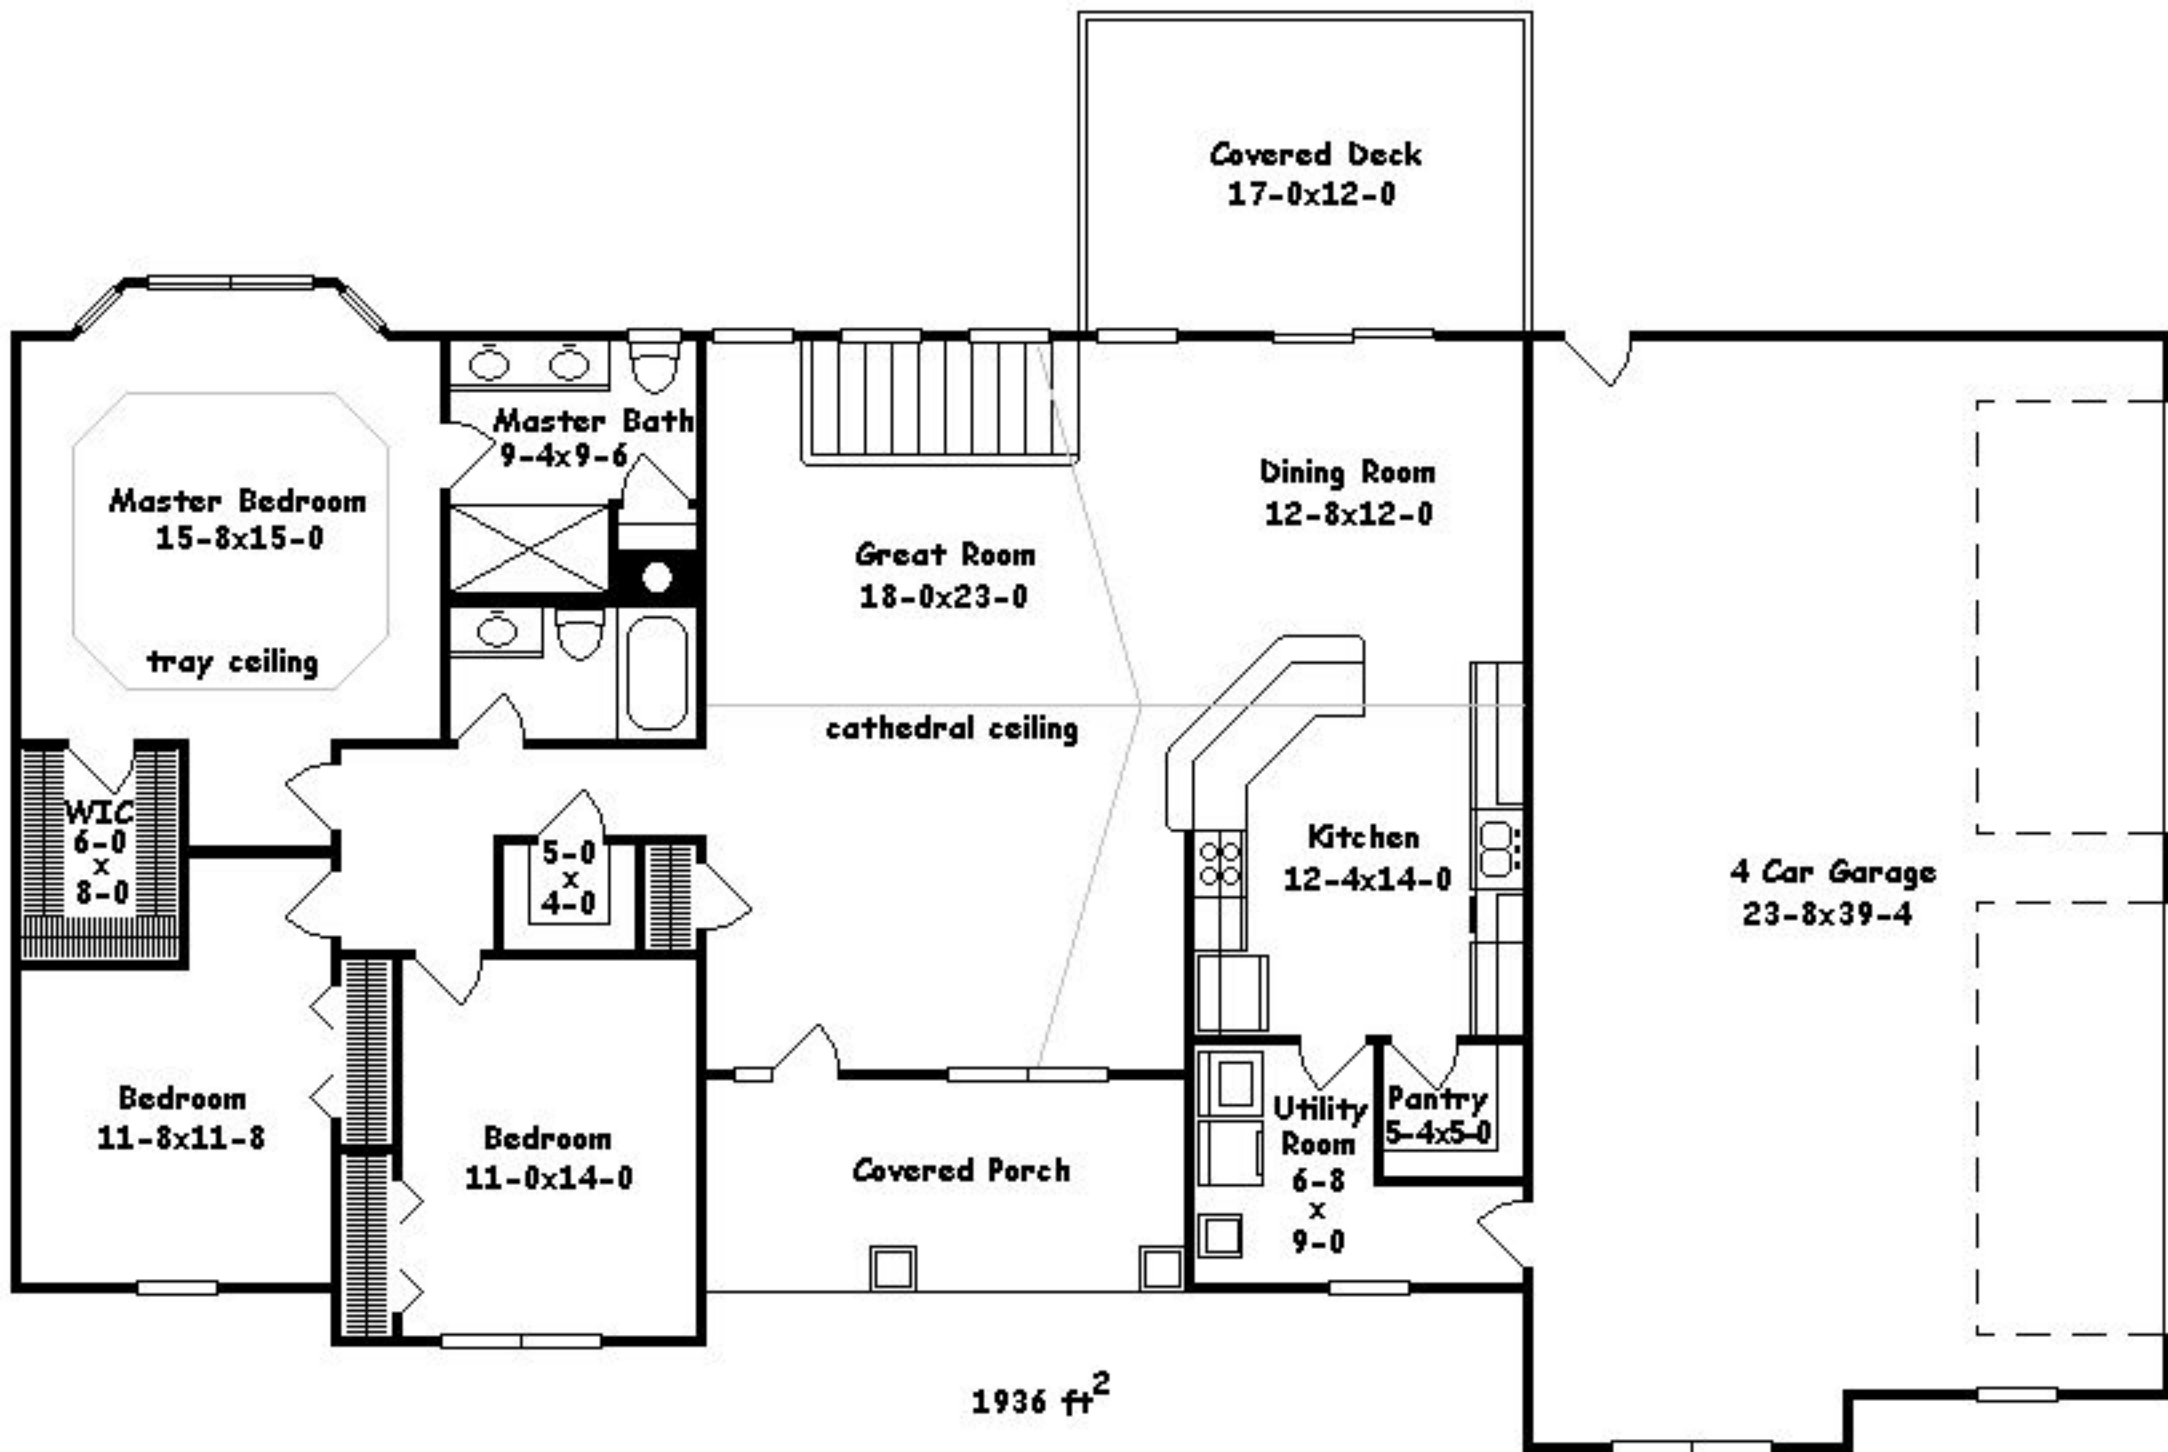 Covered Deck
17-0x12-0
Master Bath
9-4x9-6
Master Bedroom
15-8x15-0
tray ceiling
Dining Room
12-8x12-0
Great Room
18-0x23-0
cathedral ceiling
WIC
6-0
x
8-0
5-0
x
4-0
Kitchen
12-4x14-0
4 Car Garage
23-8x39-4
Bedroom
11-8x11-8
Bedroom
11-0x14-0
Covered Porch
Utility
Room
6-8
x
9-0
Pantry
5-4x5-0
1936 ft²